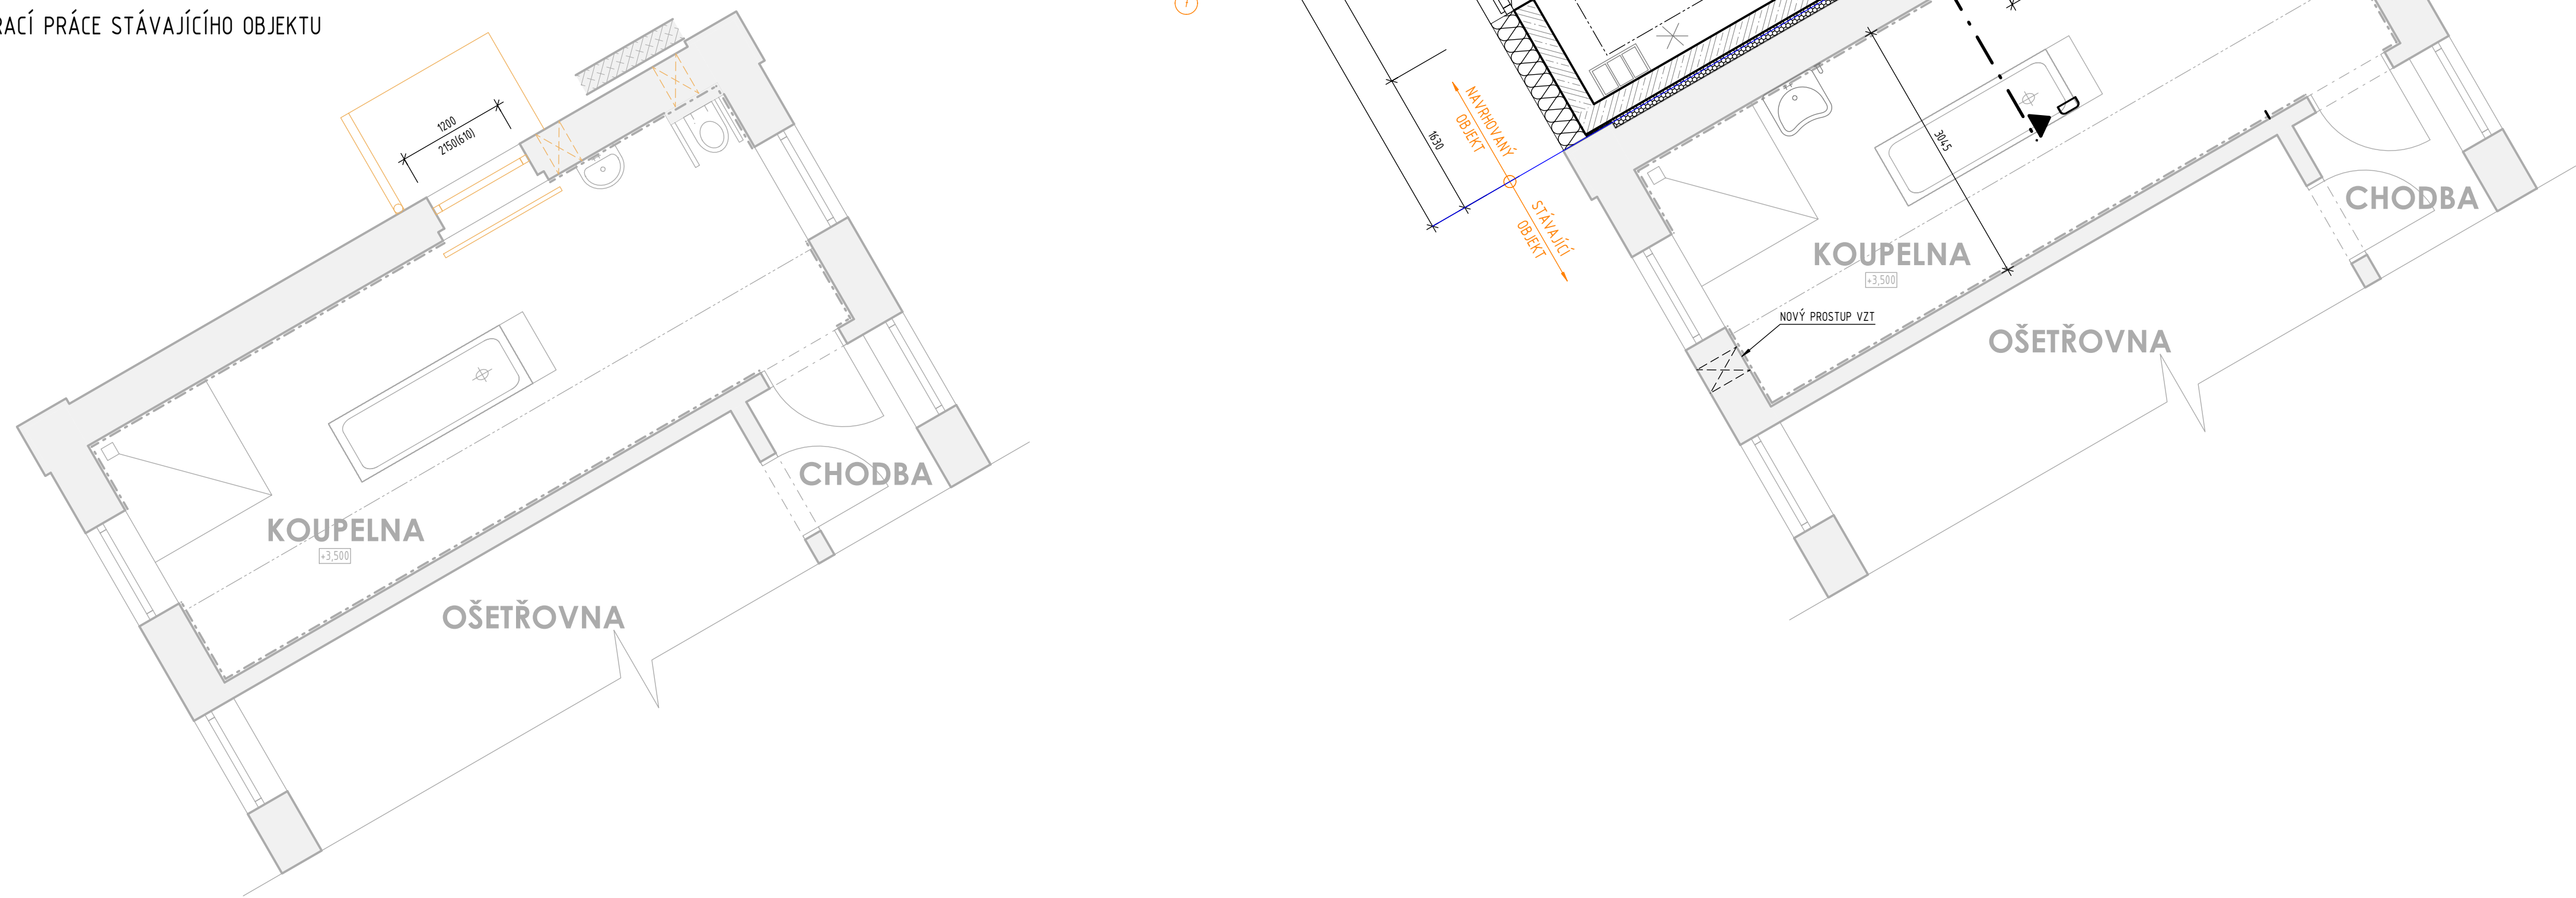 RACÍ PRÁCE STÁVAJÍCÍHO OBJEKTU
1200
2150(610)
CHODBA
KOUPELNA
+3,500
OŠETŘOVNA
1630
NAVRHOVANÝ
OBJEKT
STÁVAJÍCÍ
OBJEKT
3045
CHODBA
KOUPELNA
+3,500
NOVÝ PROSTUP VZT
OŠETŘOVNA